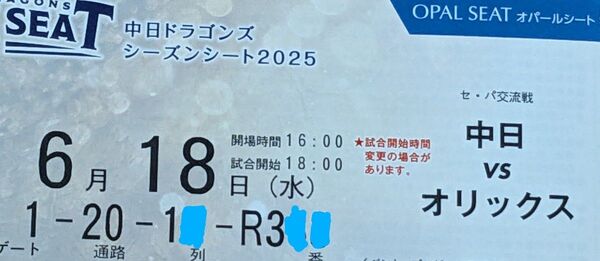 AGONS
SEAT
中日ドラゴンズ
シーズンシート2025
OPAL SEAT オパールシート
セ・パ交流戦
中日
vs
オリックス
6月18日(水)
開場時間16:00
試合開始18:00
★試合開始時間
変更の場合が
あります。
1-20-1 -R3
ゲート 通路 列 番